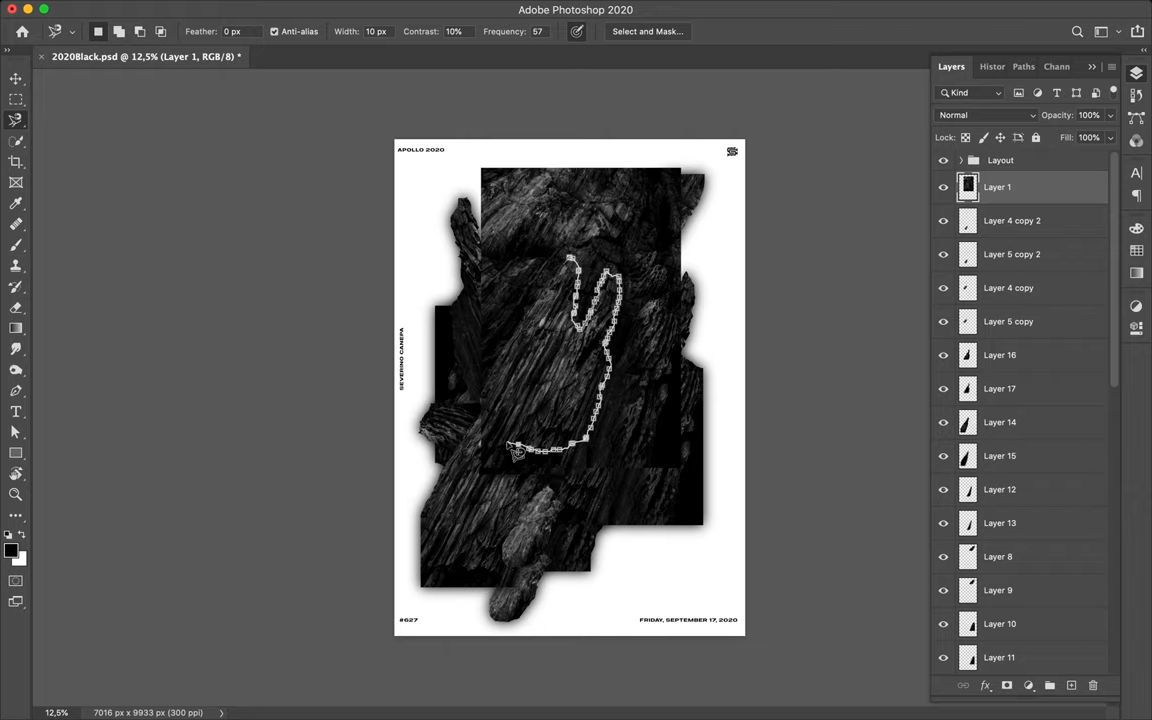 Adobe Photoshop 2020
Feather: 0 px Anti-alias Width: 10 px Contrast: 10% Frequency: 57 Select and Mask...
2020Black.psd @ 12,5% (Layer 1, RGB/8) *
Layers Histor Paths Chann
Kind
Normal Opacity: 100%
Lock: Fill: 100%
Layout
Layer 1
Layer 4 copy 2
Layer 5 copy 2
Layer 4 copy
Layer 5 copy
Layer 16
Layer 17
Layer 14
Layer 15
Layer 12
Layer 13
Layer 8
Layer 9
Layer 10
Layer 11
APOLLO 2020
SEVERINO CANEPA
#627
FRIDAY, SEPTEMBER 17, 2020
12,5% 7016 px x 9933 px (300 ppi)